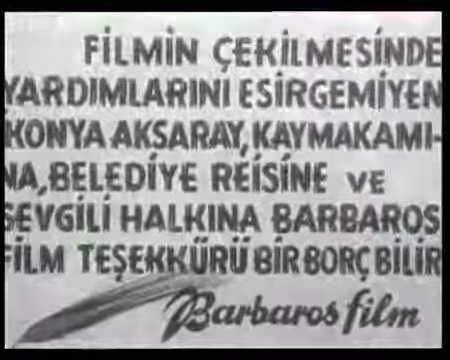 FİLMİN ÇEKİLMESİNDE
YARDIMLARINI ESİRGEMİYEN
KONYA AKSARAY, KAYMAKAMI-
NA, BELEDİYE REİSİNE VE
SEVGİLİ HALKINA BARBAROS
FİLM TEŞEKKÜRÜ BİR BORÇ BİLİR
Barbaros film